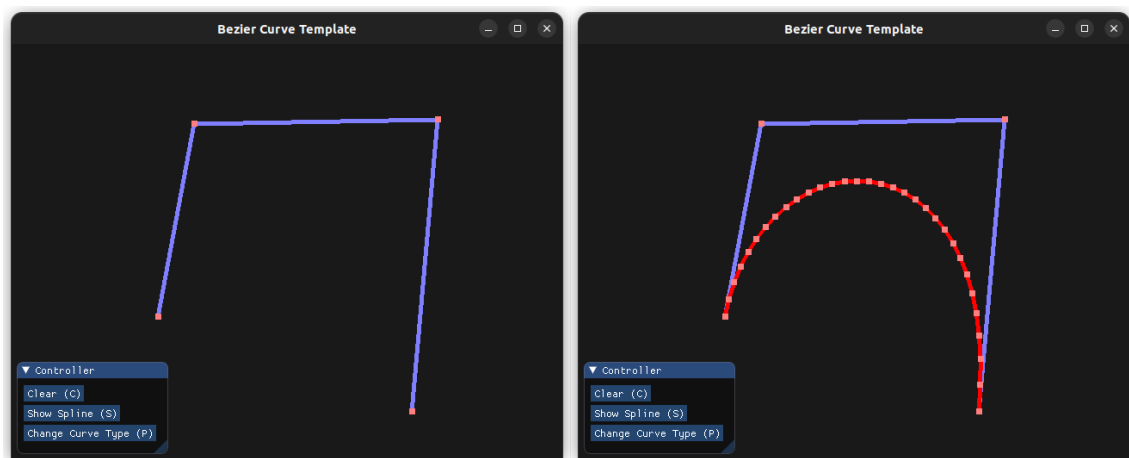 Bezier Curve Template
▼ Controller
Clear (C)
Show Spline (S)
Change Curve Type (P)
Bezier Curve Template
▼ Controller
Clear (C)
Show Spline (S)
Change Curve Type (P)